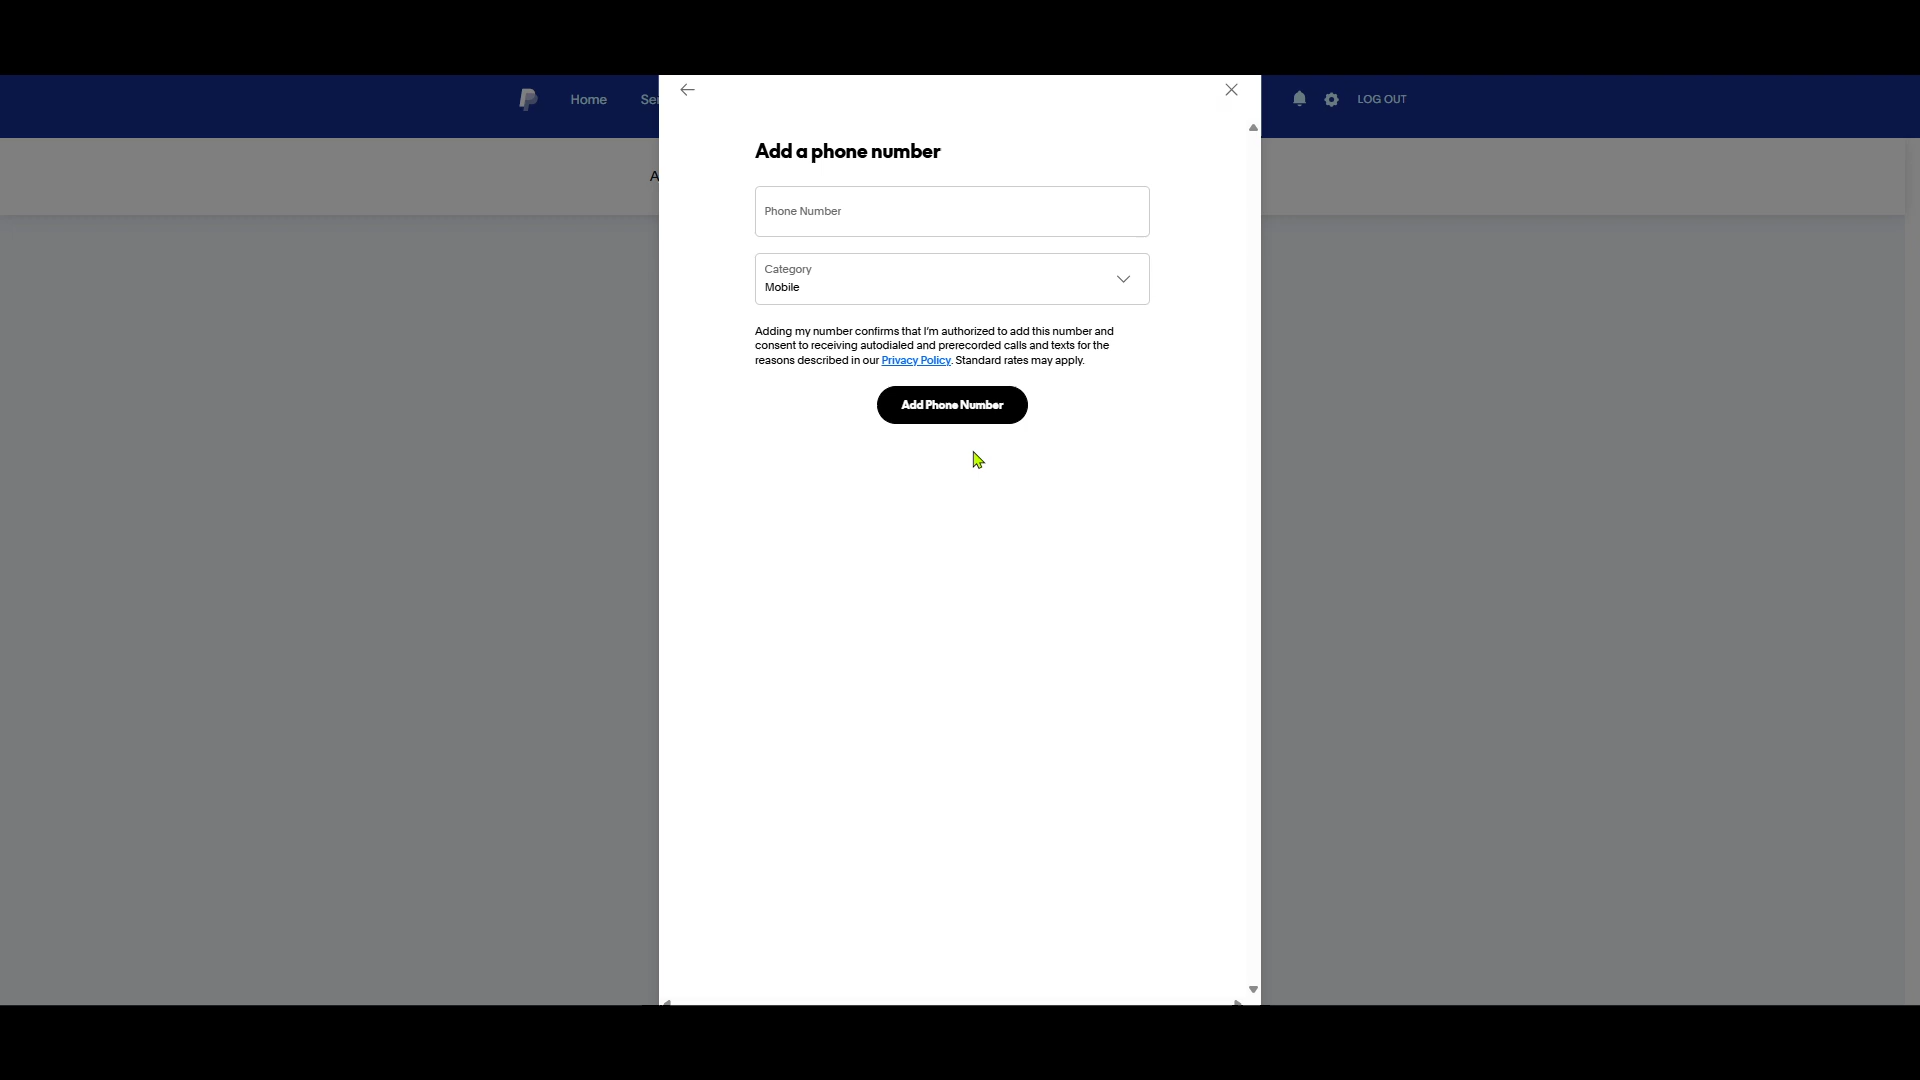 Home
LOG OUT
Add a phone number
Phone Number
Category
Mobile
Adding my number confirms that I'm authorized to add this number and
consent to receiving autodialed and prerecorded calls and texts for the
reasons described in our Privacy Policy. Standard rates may apply.
Add Phone Number